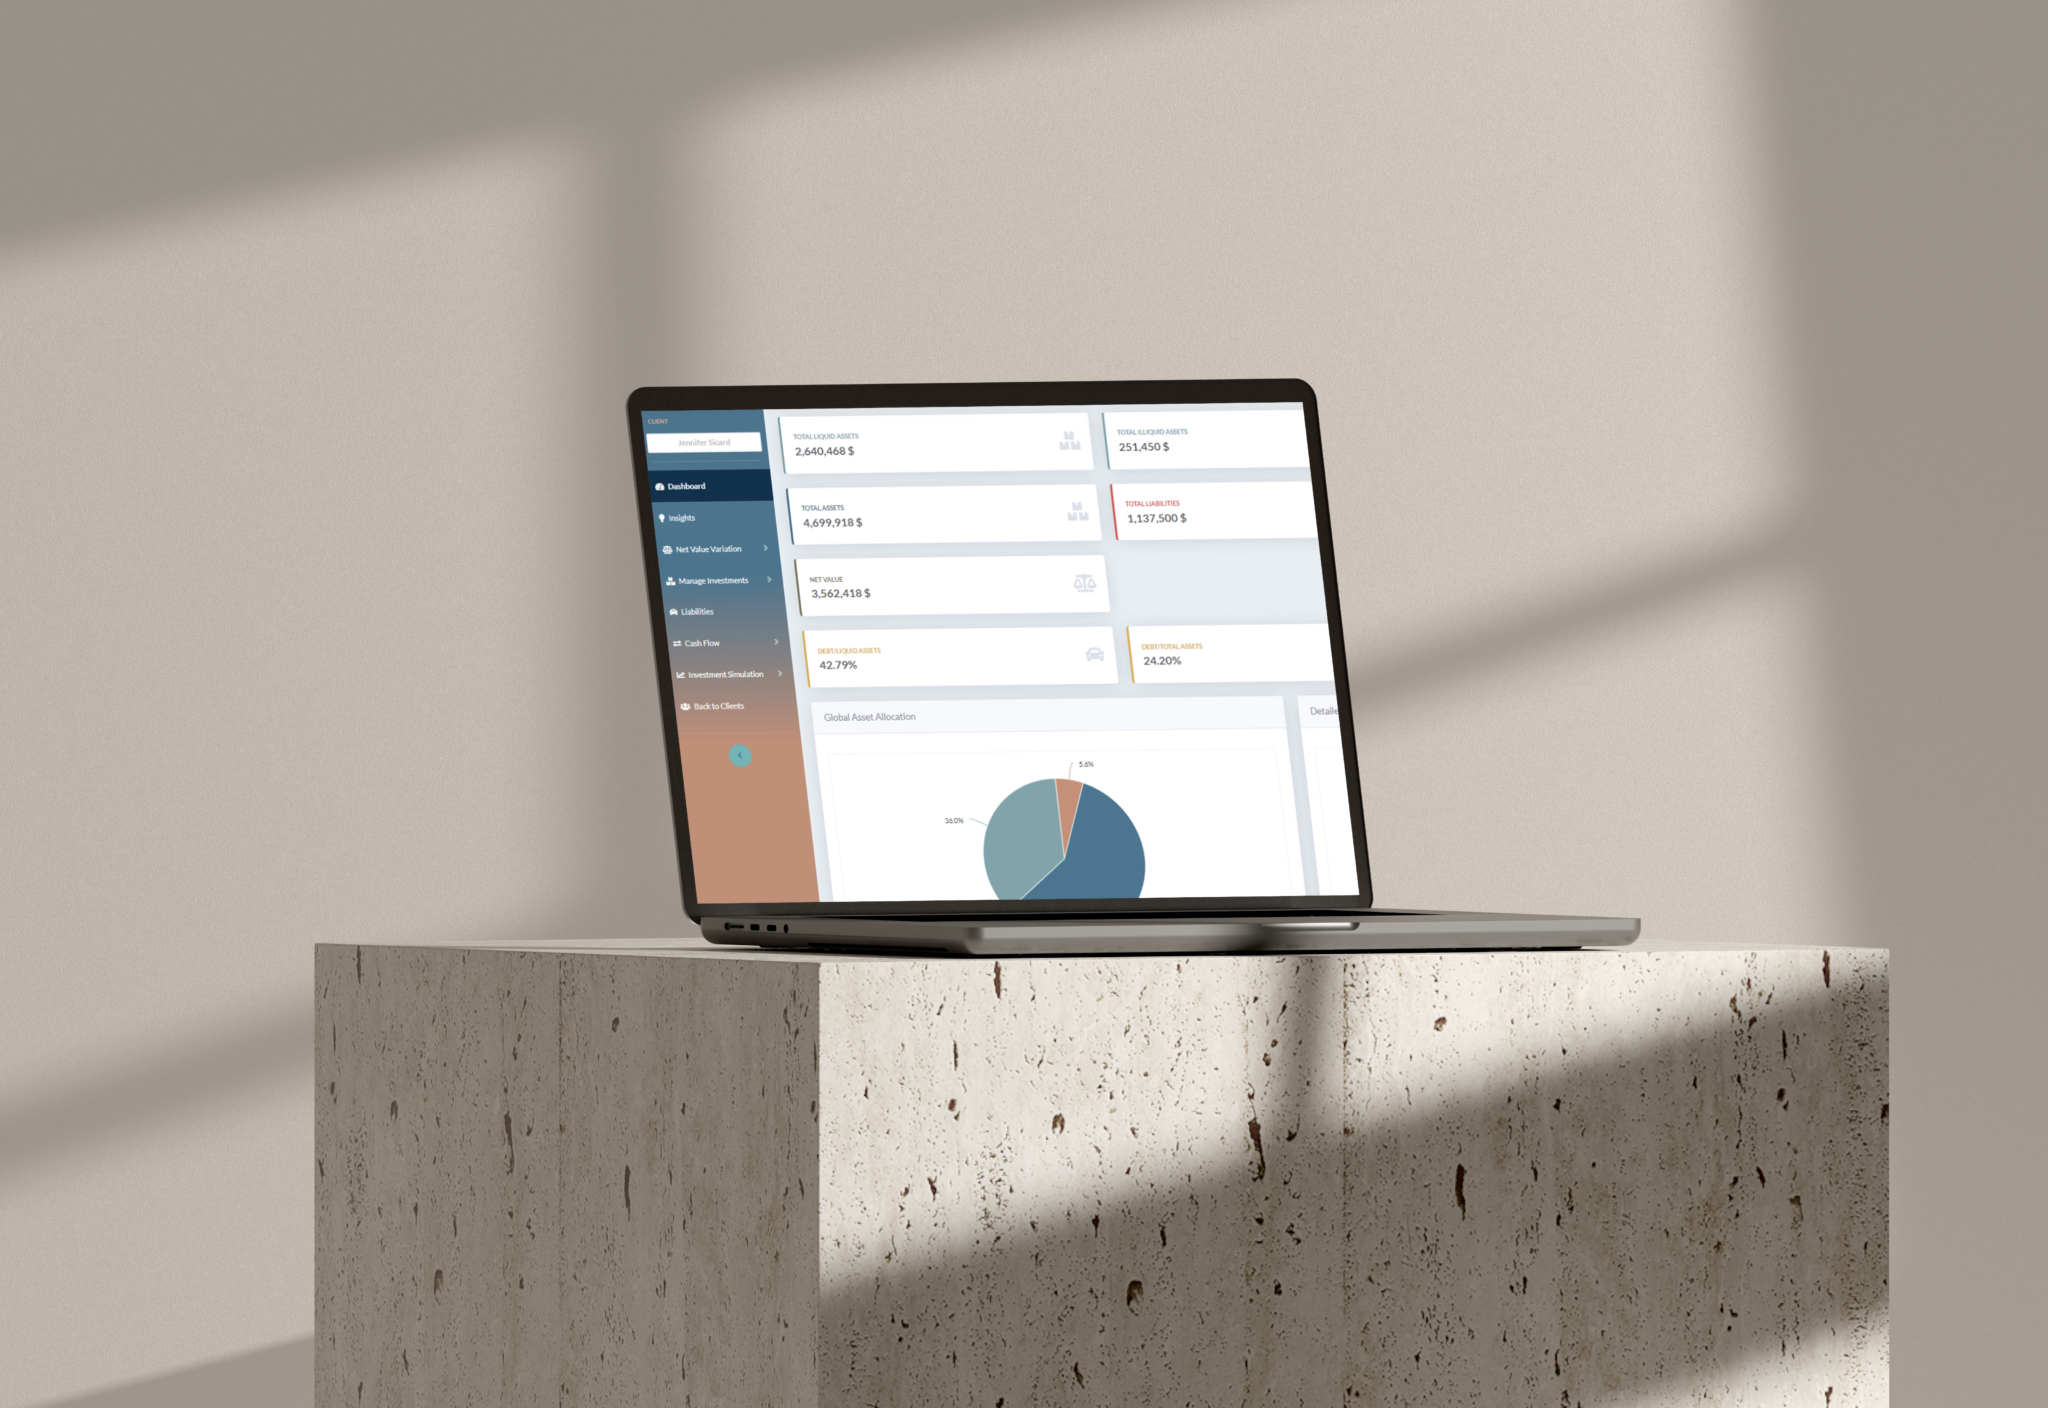 CLIENT
Jennifer Sicard
Dashboard
Insights
Net Value Variation
Manage Investments
Liabilities
Cash Flow
Investment Simulation
Back to Clients
TOTAL LIQUID ASSETS
2,640,468 $
TOTAL ILLIQUID ASSETS
251,450 $
TOTAL ASSETS
4,699,918 $
TOTAL LIABILITIES
1,137,500 $
NET VALUE
3,562,418 $
DEBT/LIQUID ASSETS
42.79%
DEBT/TOTAL ASSETS
24.20%
Global Asset Allocation
Detaile
5.6%
36.0%